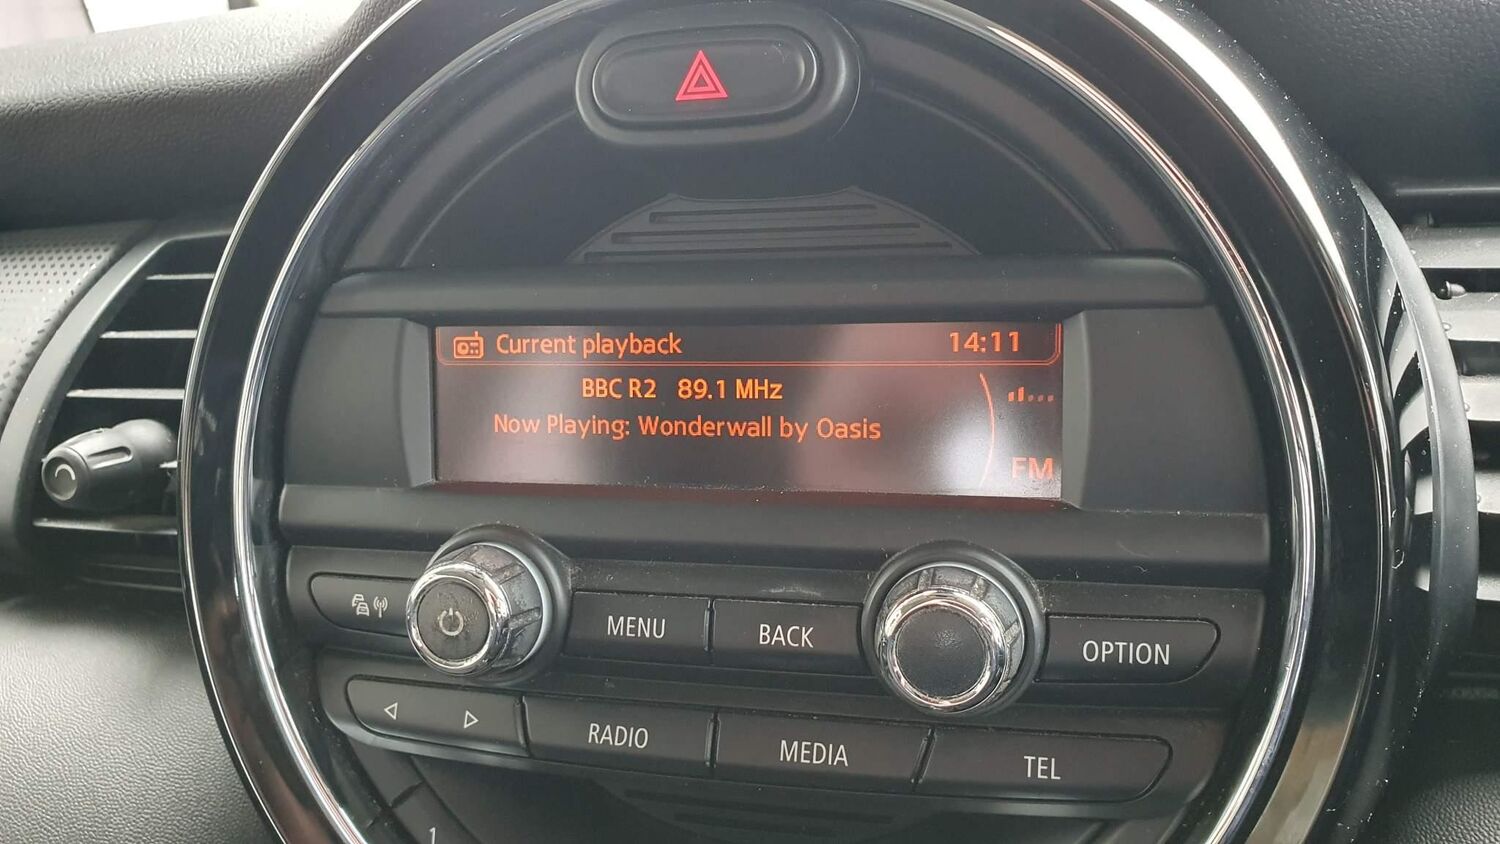 Current playback 14:11
BBC R2 89.1 MHz
Now Playing: Wonderwall by Oasis
FM
MENU BACK OPTION
RADIO MEDIA TEL
1